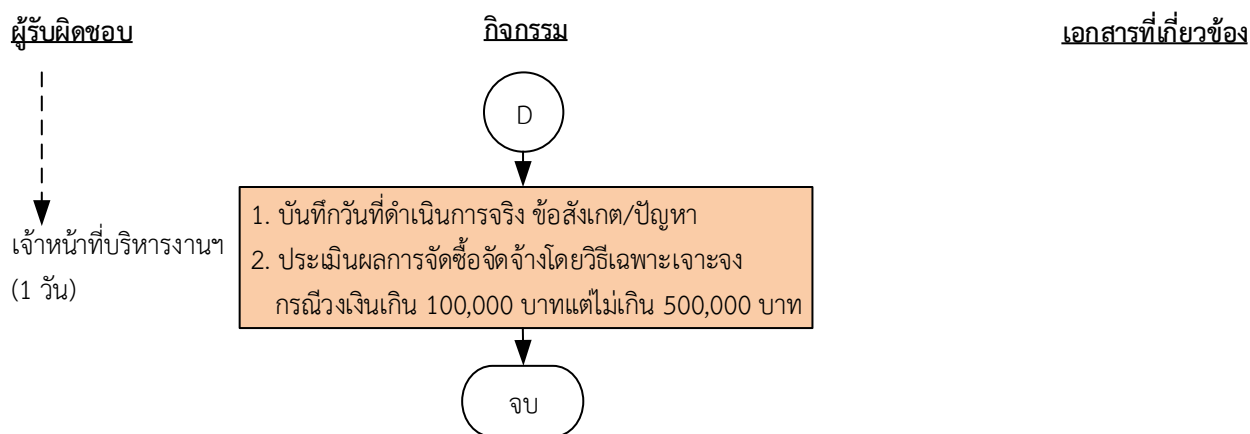 ผู้รับผิดชอบ
กิจกรรม
เอกสารที่เกี่ยวข้อง
D
เจ้าหน้าที่บริหารงานฯ
(1 วัน)
1. บันทึกวันที่ดำเนินการจริง ข้อสังเกต/ปัญหา
2. ประเมินผลการจัดซื้อจัดจ้างโดยวิธีเฉพาะเจาะจง
กรณีวงเงินเกิน 100,000 บาทแต่ไม่เกิน 500,000 บาท
จบ